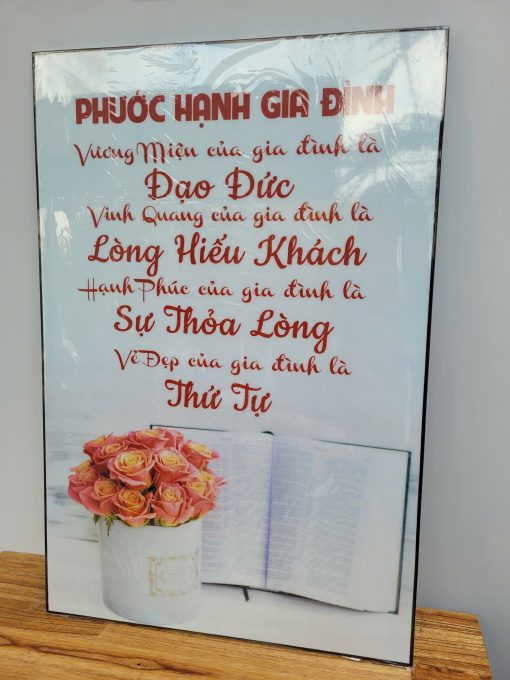 PHƯỚC HẠNH GIA ĐÌNH
Vương Miện của gia đình là
Đạo Đức
Vinh Quang của gia đình là
Lòng Hiếu Khách
Hạnh Phúc của gia đình là
Sự Thỏa Lòng
Vẻ Đẹp của gia đình là
Thứ Tự